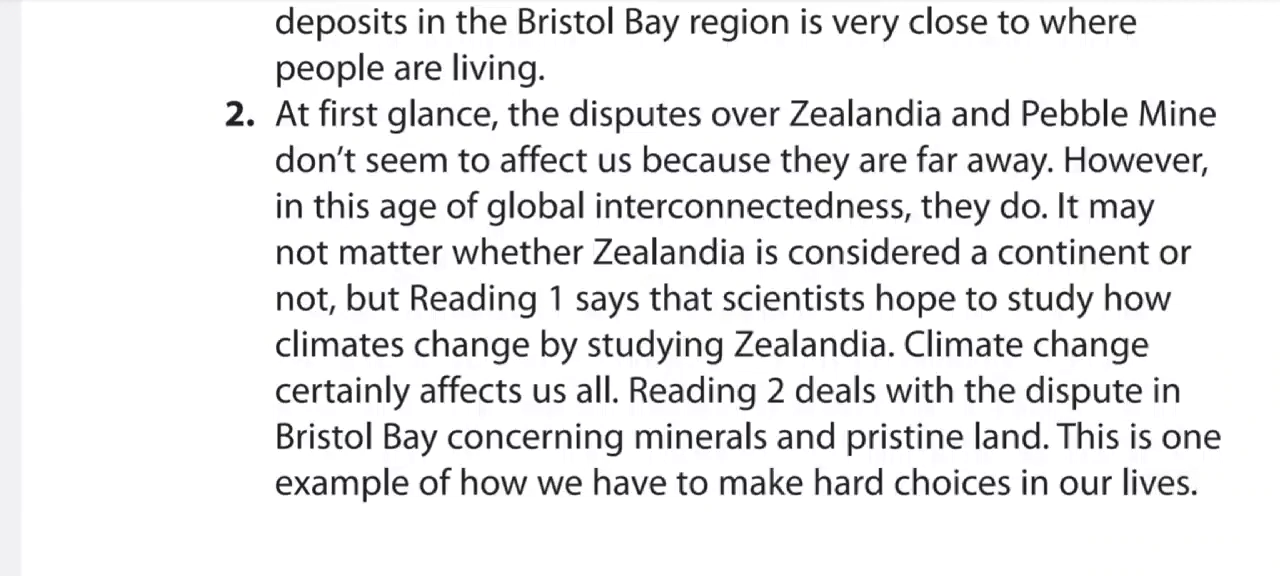 deposits in the Bristol Bay region is very close to where
people are living.
2. At first glance, the disputes over Zealandia and Pebble Mine
don’t seem to affect us because they are far away. However,
in this age of global interconnectedness, they do. It may
not matter whether Zealandia is considered a continent or
not, but Reading 1 says that scientists hope to study how
climates change by studying Zealandia. Climate change
certainly affects us all. Reading 2 deals with the dispute in
Bristol Bay concerning minerals and pristine land. This is one
example of how we have to make hard choices in our lives.